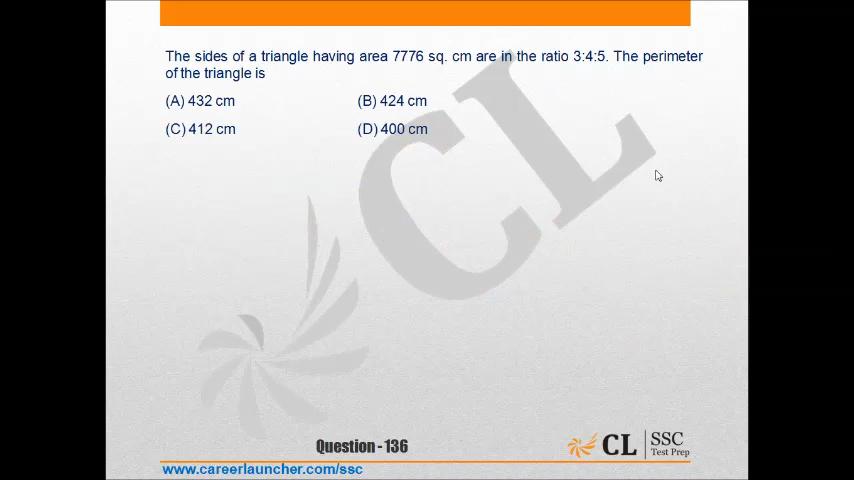 The sides of a triangle having area 7776 sq. cm are in the ratio 3:4:5. The perimeter
of the triangle is
(A) 432 cm (B) 424 cm
(C) 412 cm (D) 400 cm
CL
Question - 136
CL SSC
Test Prep
www.careerlauncher.com/ssc